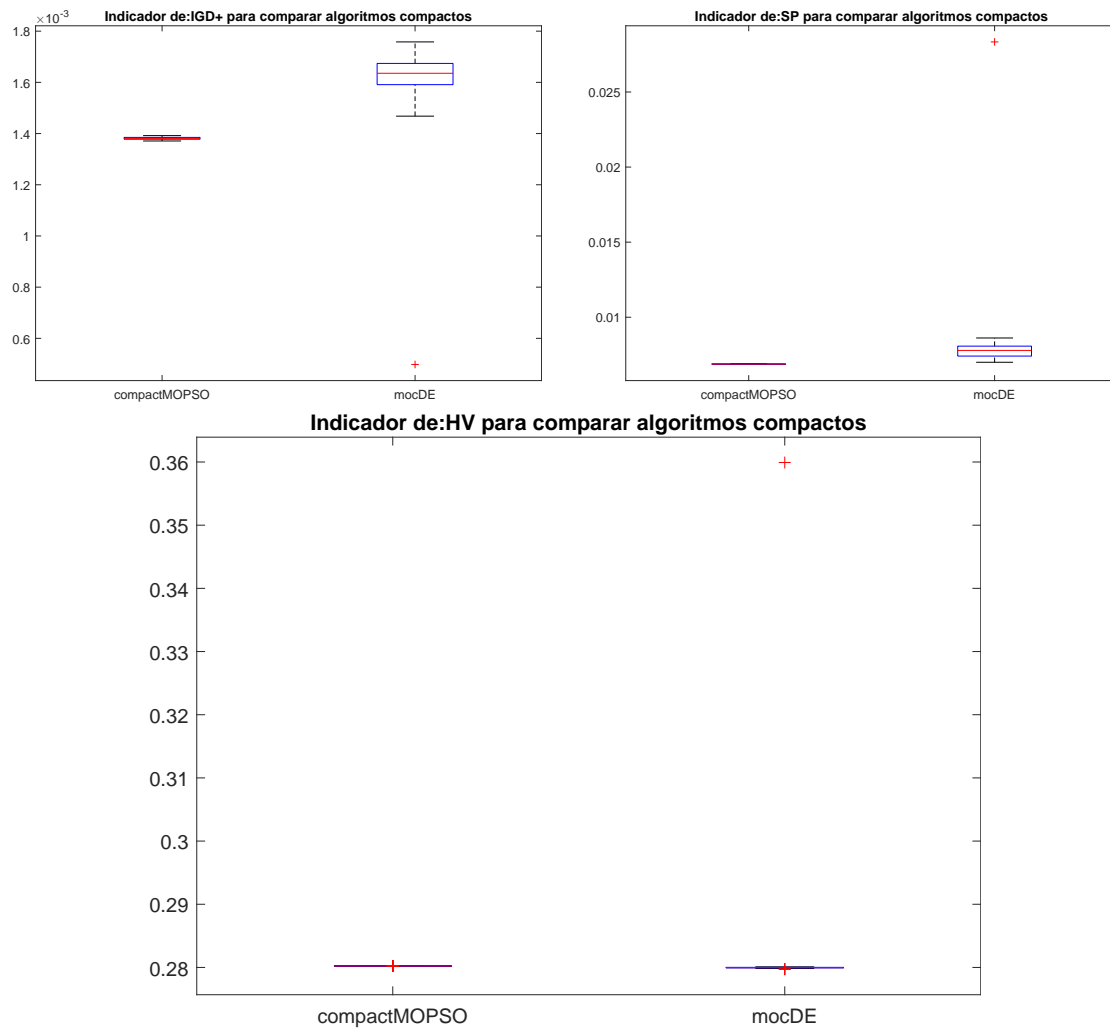 Indicador de:IGD+ para comparar algoritmos compactos
×10-3
1.8
1.6
1.4
1.2
1
0.8
0.6
compactMOPSO
mocDE
Indicador de:SP para comparar algoritmos compactos
0.025
0.02
0.015
0.01
compactMOPSO
mocDE
Indicador de:HV para comparar algoritmos compactos
0.36
0.35
0.34
0.33
0.32
0.31
0.3
0.29
0.28
compactMOPSO
mocDE